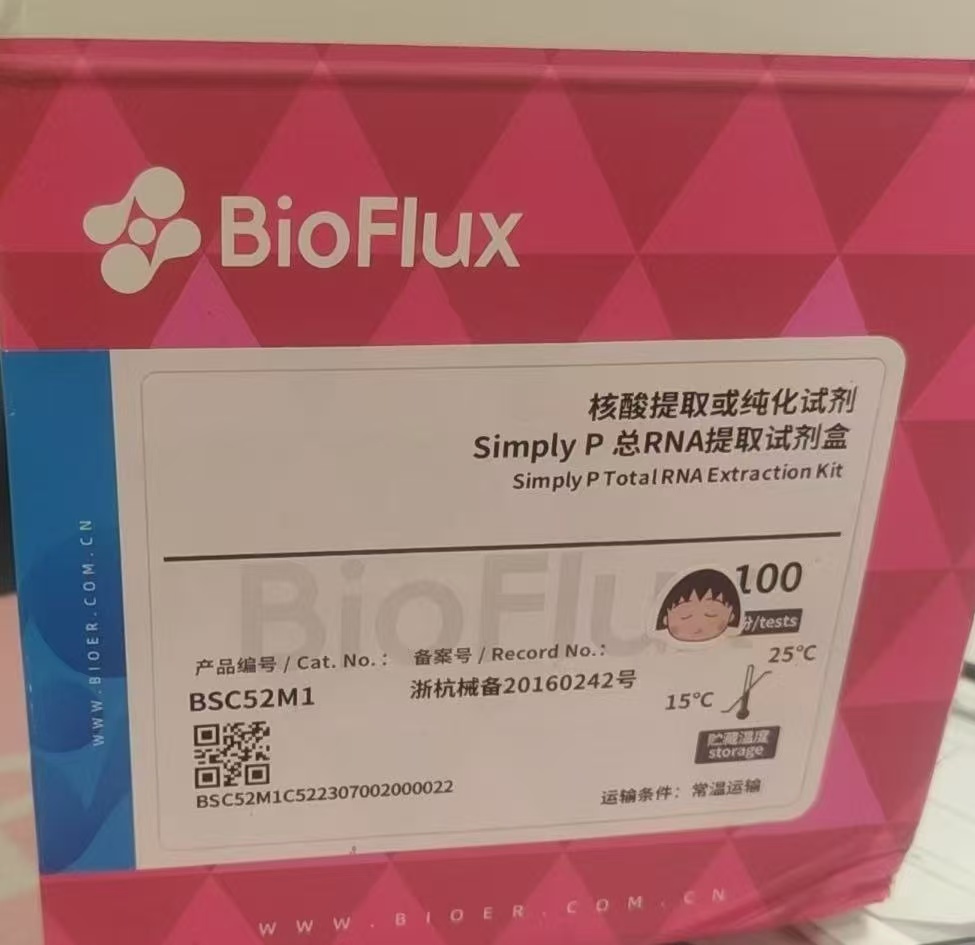 BioFlux
核酸提取或纯化试剂
Simply P 总RNA提取试剂盒
Simply P Total RNA Extraction Kit
WWW.BIOER.COM.CN
BioFlux
100
份/tests
产品编号 / Cat. No.：
BSC52M1
备案号 / Record No.：
浙杭械备20160242号
25℃
15℃
贮藏温度
storage
BSC52M1C522307002000022
运输条件：常温运输
WWW.BIOER.COM.CN